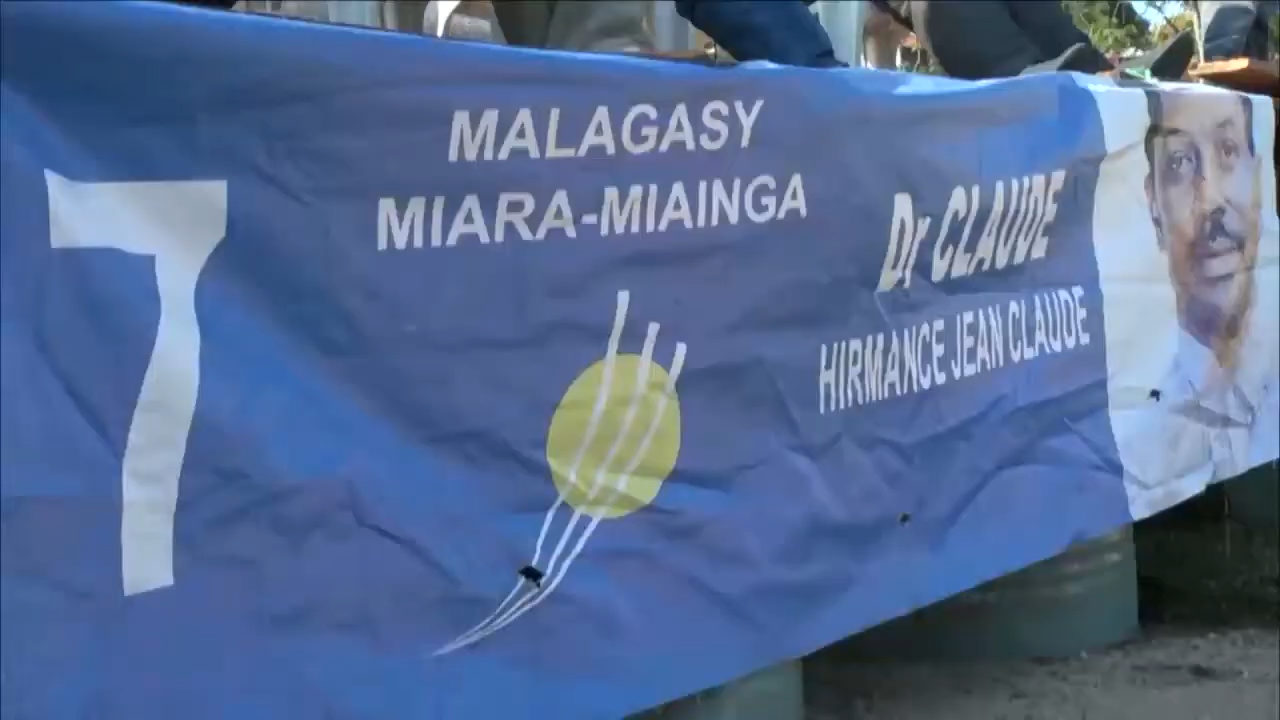 7
MALAGASY
MIARA-MIAINGA
Dr CLAUDE
HIRMANCE JEAN CLAUDE